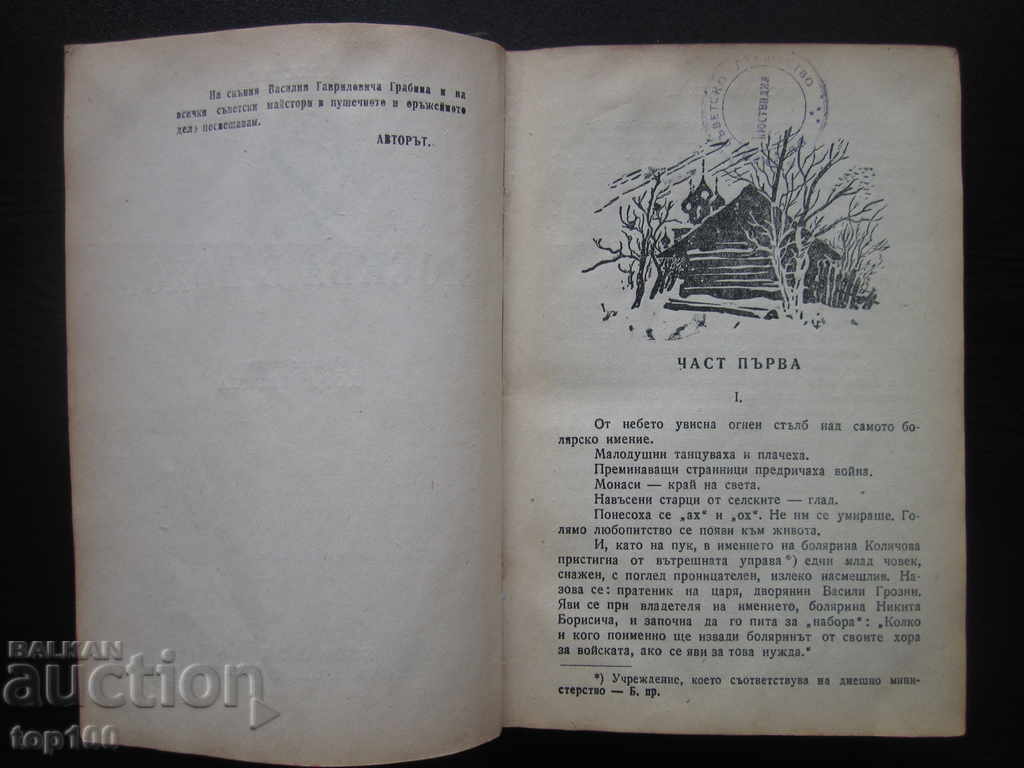 На скъпия Василий Гавриловича Грабина и на
всички съветски майстори в пушечното и оръжейното
дело посвещавам.
АВТОРЪТ.
ЧАСТ ПЪРВА
I.
От небето увисна огнен стълб над самото бо-
лярско имение.
Малодушни танцуваха и плачеха.
Преминаващи странници предричаха война.
Монаси — край на света.
Навъсени старци от селските — глад.
Понесоха се „ах“ и „ох“. Не ни се умираше. Го-
лямо любопитство се появи към живота.
И, като на пук, в имението на болярина Количова
пристигна от вътрешната управа*) един млад човек,
снажен, с поглед проницателен, излеко насмешлив. На-
зова се: пратеник на царя, дворянин Васили Грозни.
Яви се при владетеля на имението, болярина Никита
Борисича, и започна да го пита за „набора“: „Колко
и кого поименно ще извади боляринът от своите хора
за войската, ако се яви за това нужда.“
*) Учреждение, което съответствува на днешно мини-
стерство — Б. пр.
BALKAN
auction
top100